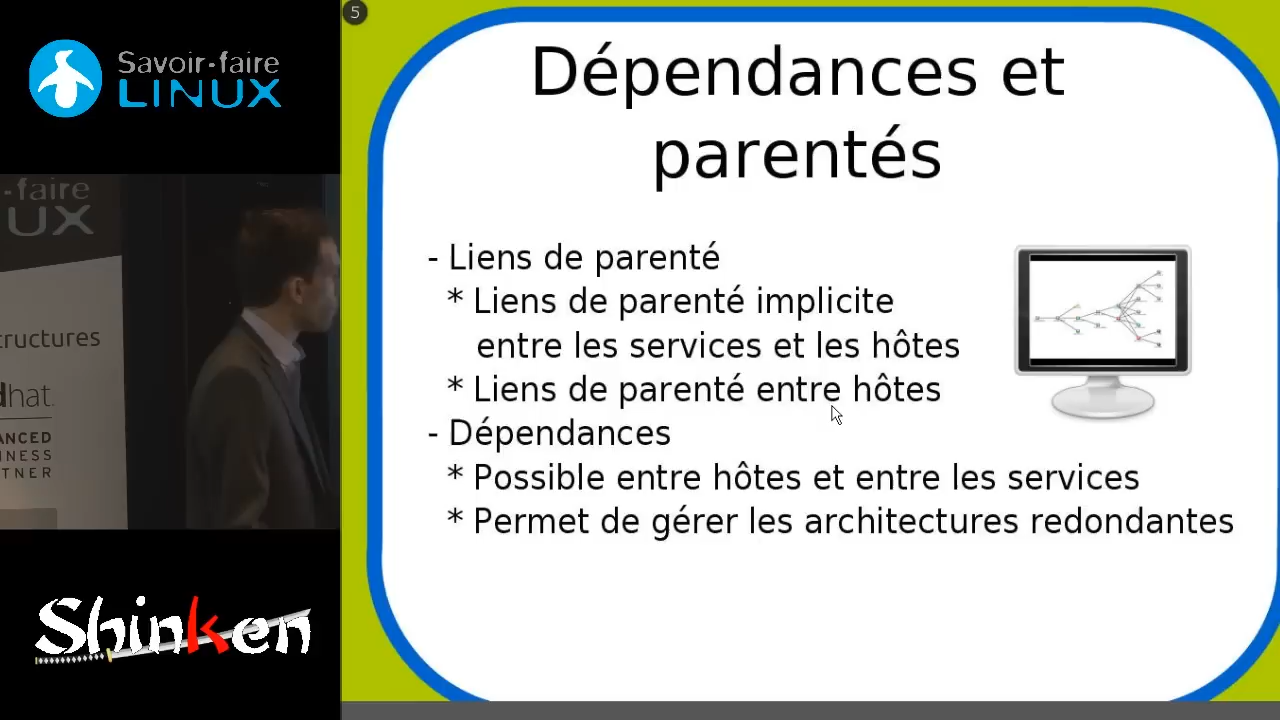 Savoir-faire
LINUX
-faire
UX
ructures
dhat.
ANCED
INESS
TNER
Shinken
5
Dépendances et
parentés
- Liens de parenté
* Liens de parenté implicite
entre les services et les hôtes
* Liens de parenté entre hôtes
- Dépendances
* Possible entre hôtes et entre les services
* Permet de gérer les architectures redondantes